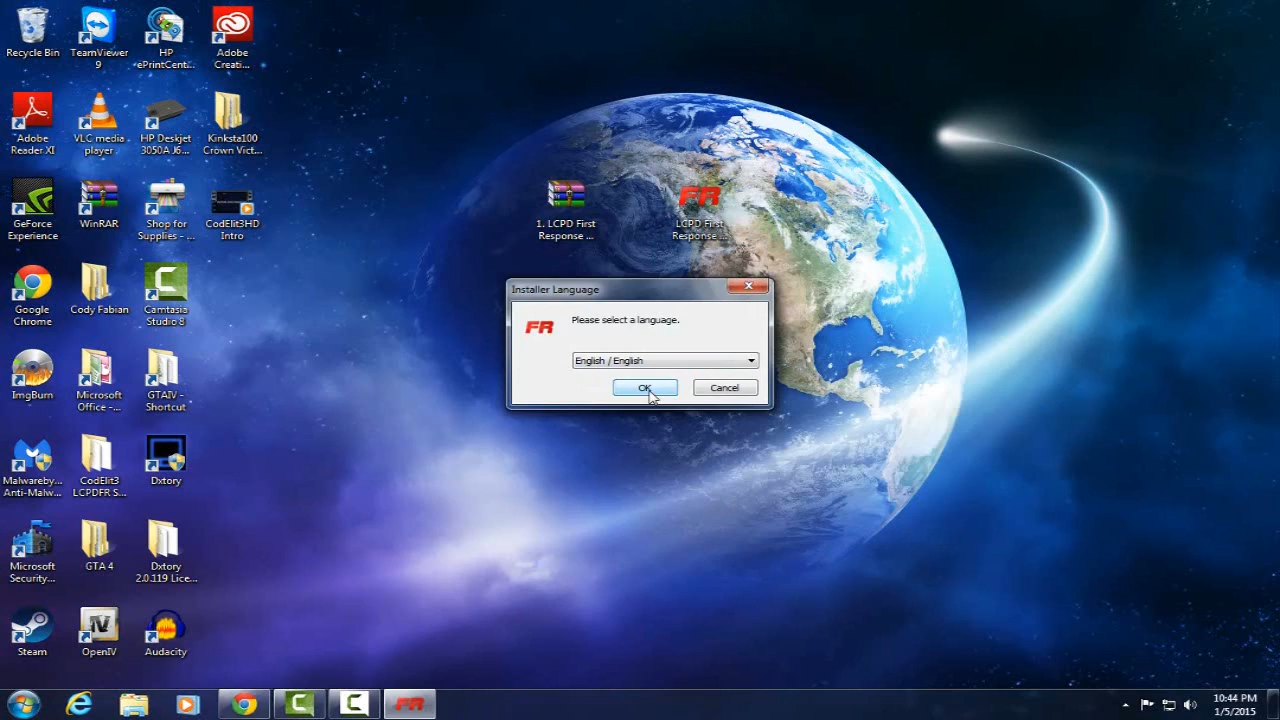 Recycle Bin
TeamViewer
9
HP
ePrintCent...
Adobe
Creati...
Adobe
Reader XI
VLC media
player
HP Deskjet
3050A J6...
Kinksta100
Crown Vict...
GeForce
Experience
WinRAR
Shop for
Supplies - ...
CodElit3HD
Intro
1. LCPD First
Response ...
FR
LCPD First
Response ...
Google
Chrome
Cody Fabian
Camtasia
Studio 8
Installer Language
FR
Please select a language.
English / English
OK
Cancel
ImgBurn
Microsoft
Office -...
GTAIV -
Shortcut
Malwareby...
Anti-Malw...
CodElit3
LCPDFR S...
Dxtory
Microsoft
Security...
GTA 4
Dxtory
2.0.119 Lice...
Steam
IV
OpenIV
Audacity
FR
10:44 PM
1/5/2015